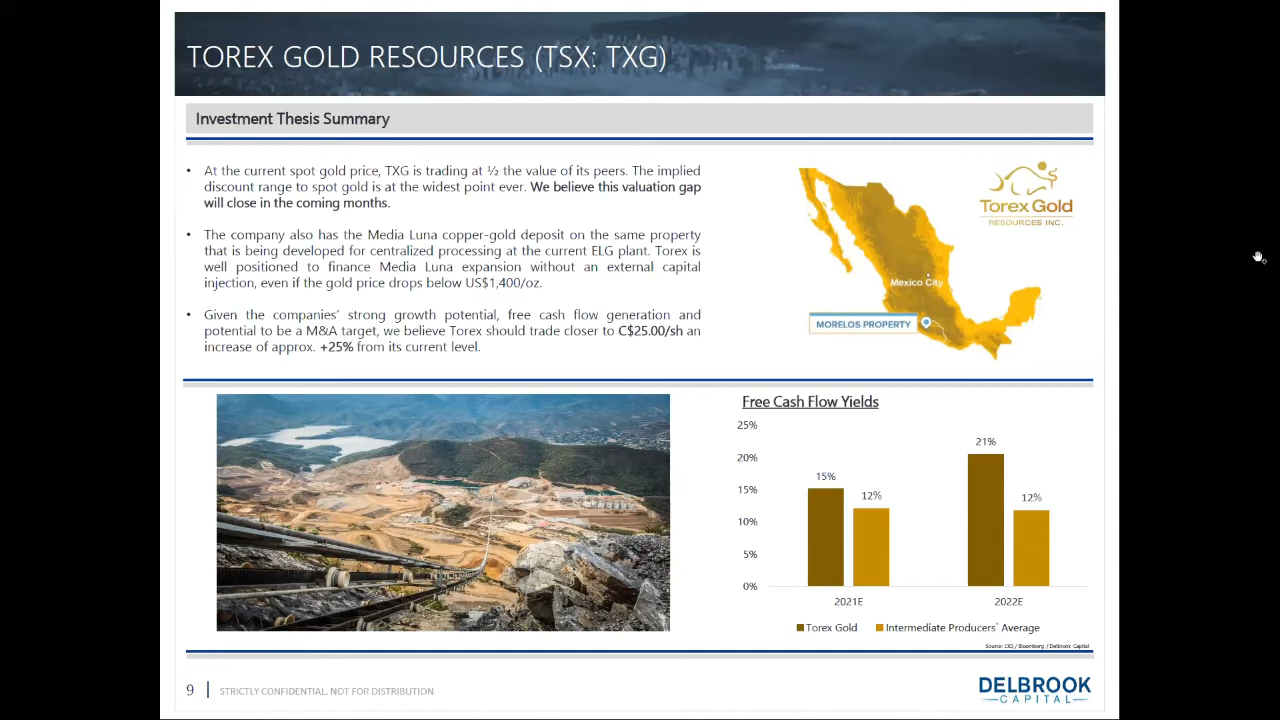 TOREX GOLD RESOURCES (TSX: TXG)
Investment Thesis Summary
• At the current spot gold price, TXG is trading at ½ the value of its peers. The implied
discount range to spot gold is at the widest point ever. We believe this valuation gap
will close in the coming months.
• The company also has the Media Luna copper-gold deposit on the same property
that is being developed for centralized processing at the current ELG plant. Torex is
well positioned to finance Media Luna expansion without an external capital
injection, even if the gold price drops below US$1,400/oz.
• Given the companies' strong growth potential, free cash flow generation and
potential to be a M&A target, we believe Torex should trade closer to C$25.00/sh an
increase of approx. +25% from its current level.
Torex Gold
RESOURCES INC.
Mexico City
MORELOS PROPERTY
Free Cash Flow Yields
25%
20%
15%
10%
5%
0%
15%
12%
21%
12%
2021E
2022E
Torex Gold
Intermediate Producers' Average
Source: CIQ / Bloomberg / Delbrook Capital
9
STRICTLY CONFIDENTIAL. NOT FOR DISTRIBUTION
DELBROOK
CAPITAL